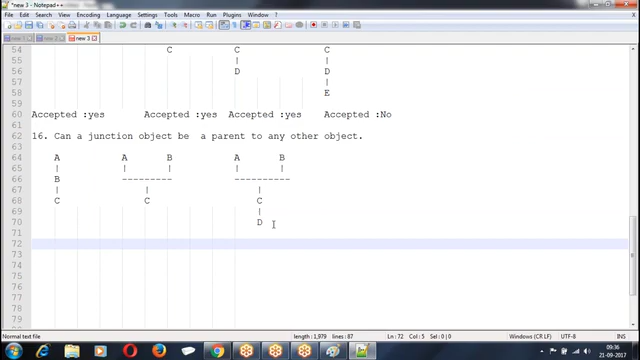 *new 3 - Notepad++
File Edit Search View Encoding Language Settings Tools Macro Run Plugins Window ?
new 1 new 2 new 3
54 C C C
55 | |
56 D D
57 |
58 E
60 Accepted :yes Accepted :yes Accepted :yes Accepted :No
62 16. Can a junction object be a parent to any other object.
64 A A B A B
65 | | | | |
66 B --------- ----------
67 | | |
68 C C C
69 |
70 D
71
72
73
74
75
76
77
78
79
Normal text file length : 1,979 lines : 87 Ln : 72 Col : 5 Sel : 0 | 0 Windows (CR LF) UTF-8 INS
09:36
21-09-2017